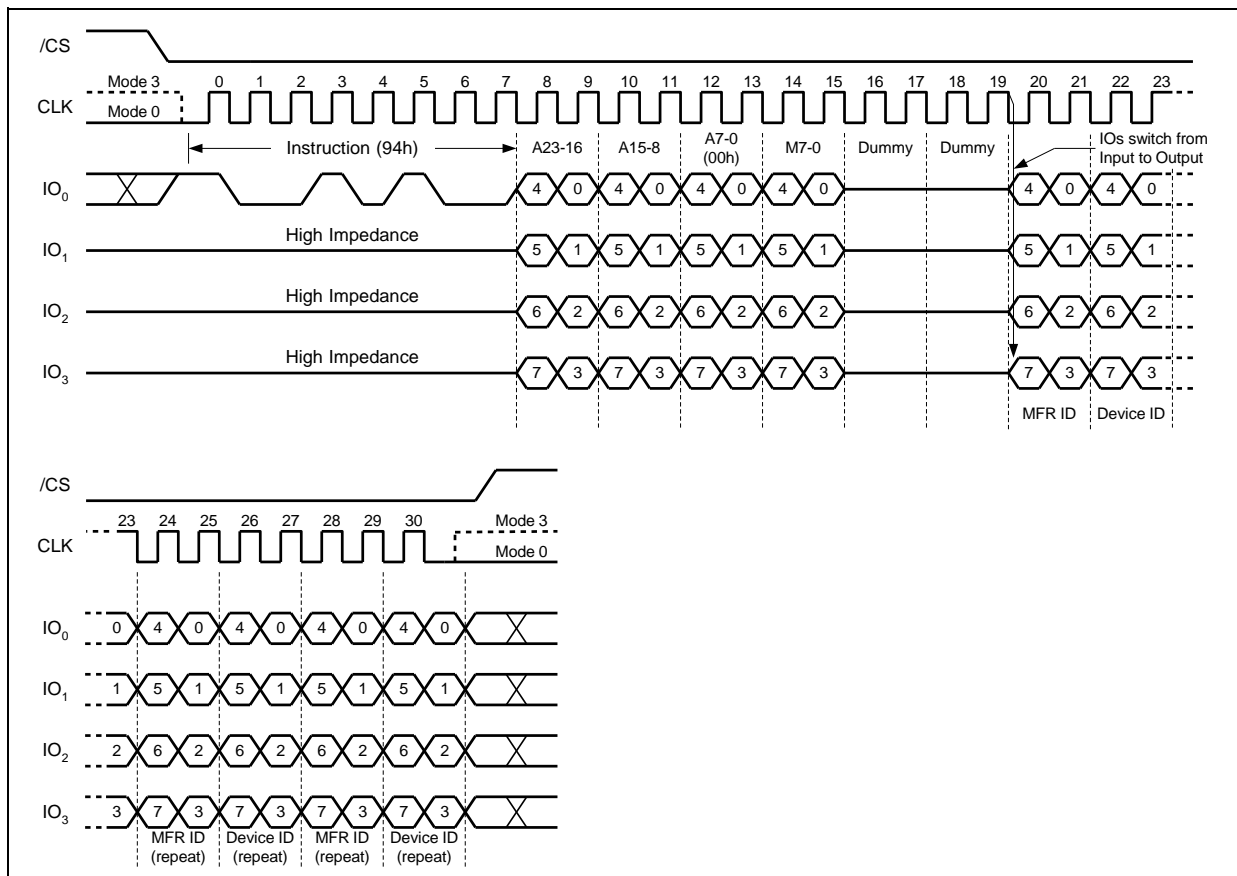 /CS
Mode 3
0 1 2 3 4 5 6 7 8 9 10 11 12 13 14 15 16 17 18 19 20 21 22 23
CLK
Mode 0
Instruction (94h)
A23-16
A15-8
A7-0
(00h)
M7-0
Dummy
Dummy
IOs switch from
Input to Output
IO0
4 0 4 0 4 0 4 0 4 0 4 0
High Impedance
IO1
5 1 5 1 5 1 5 1 5 1 5 1
High Impedance
IO2
6 2 6 2 6 2 6 2 6 2 6 2
High Impedance
IO3
7 3 7 3 7 3 7 3 7 3 7 3
MFR ID
Device ID
/CS
23 24 25 26 27 28 29 30
Mode 3
CLK
Mode 0
IO0
0 4 0 4 0 4 0 4 0
IO1
1 5 1 5 1 5 1 5 1
IO2
2 6 2 6 2 6 2 6 2
IO3
3 7 3 7 3 7 3 7 3
MFR ID
(repeat)
Device ID
(repeat)
MFR ID
(repeat)
Device ID
(repeat)